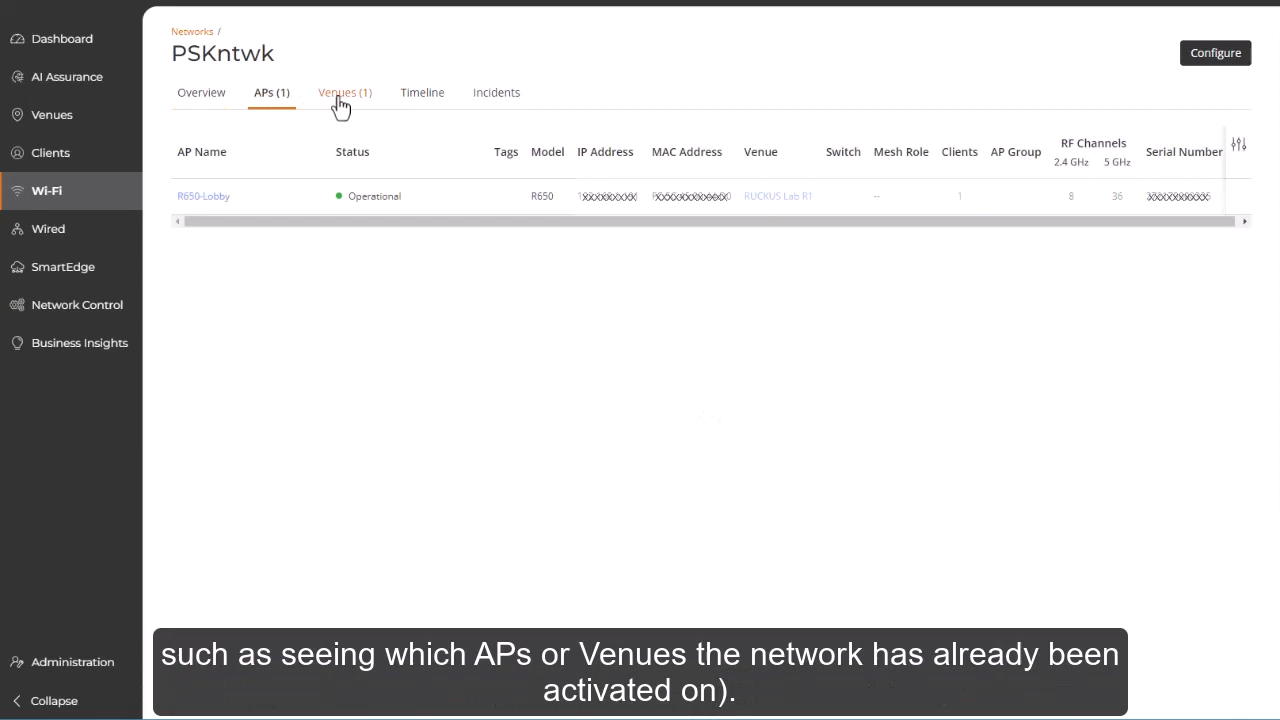 Dashboard
AI Assurance
Venues
Clients
Wi-Fi
Wired
SmartEdge
Network Control
Business Insights
Administration
Collapse
Networks /
PSKntwk
Configure
Overview
APs (1)
Venues (1)
Timeline
Incidents
AP Name Status Tags Model IP Address MAC Address Venue Switch Mesh Role Clients AP Group RF Channels 2.4 GHz 5 GHz Serial Number
R650-Lobby Operational R650 RUCKUS Lab R1 -- 1 8 36
such as seeing which APs or Venues the network has already been
activated on).